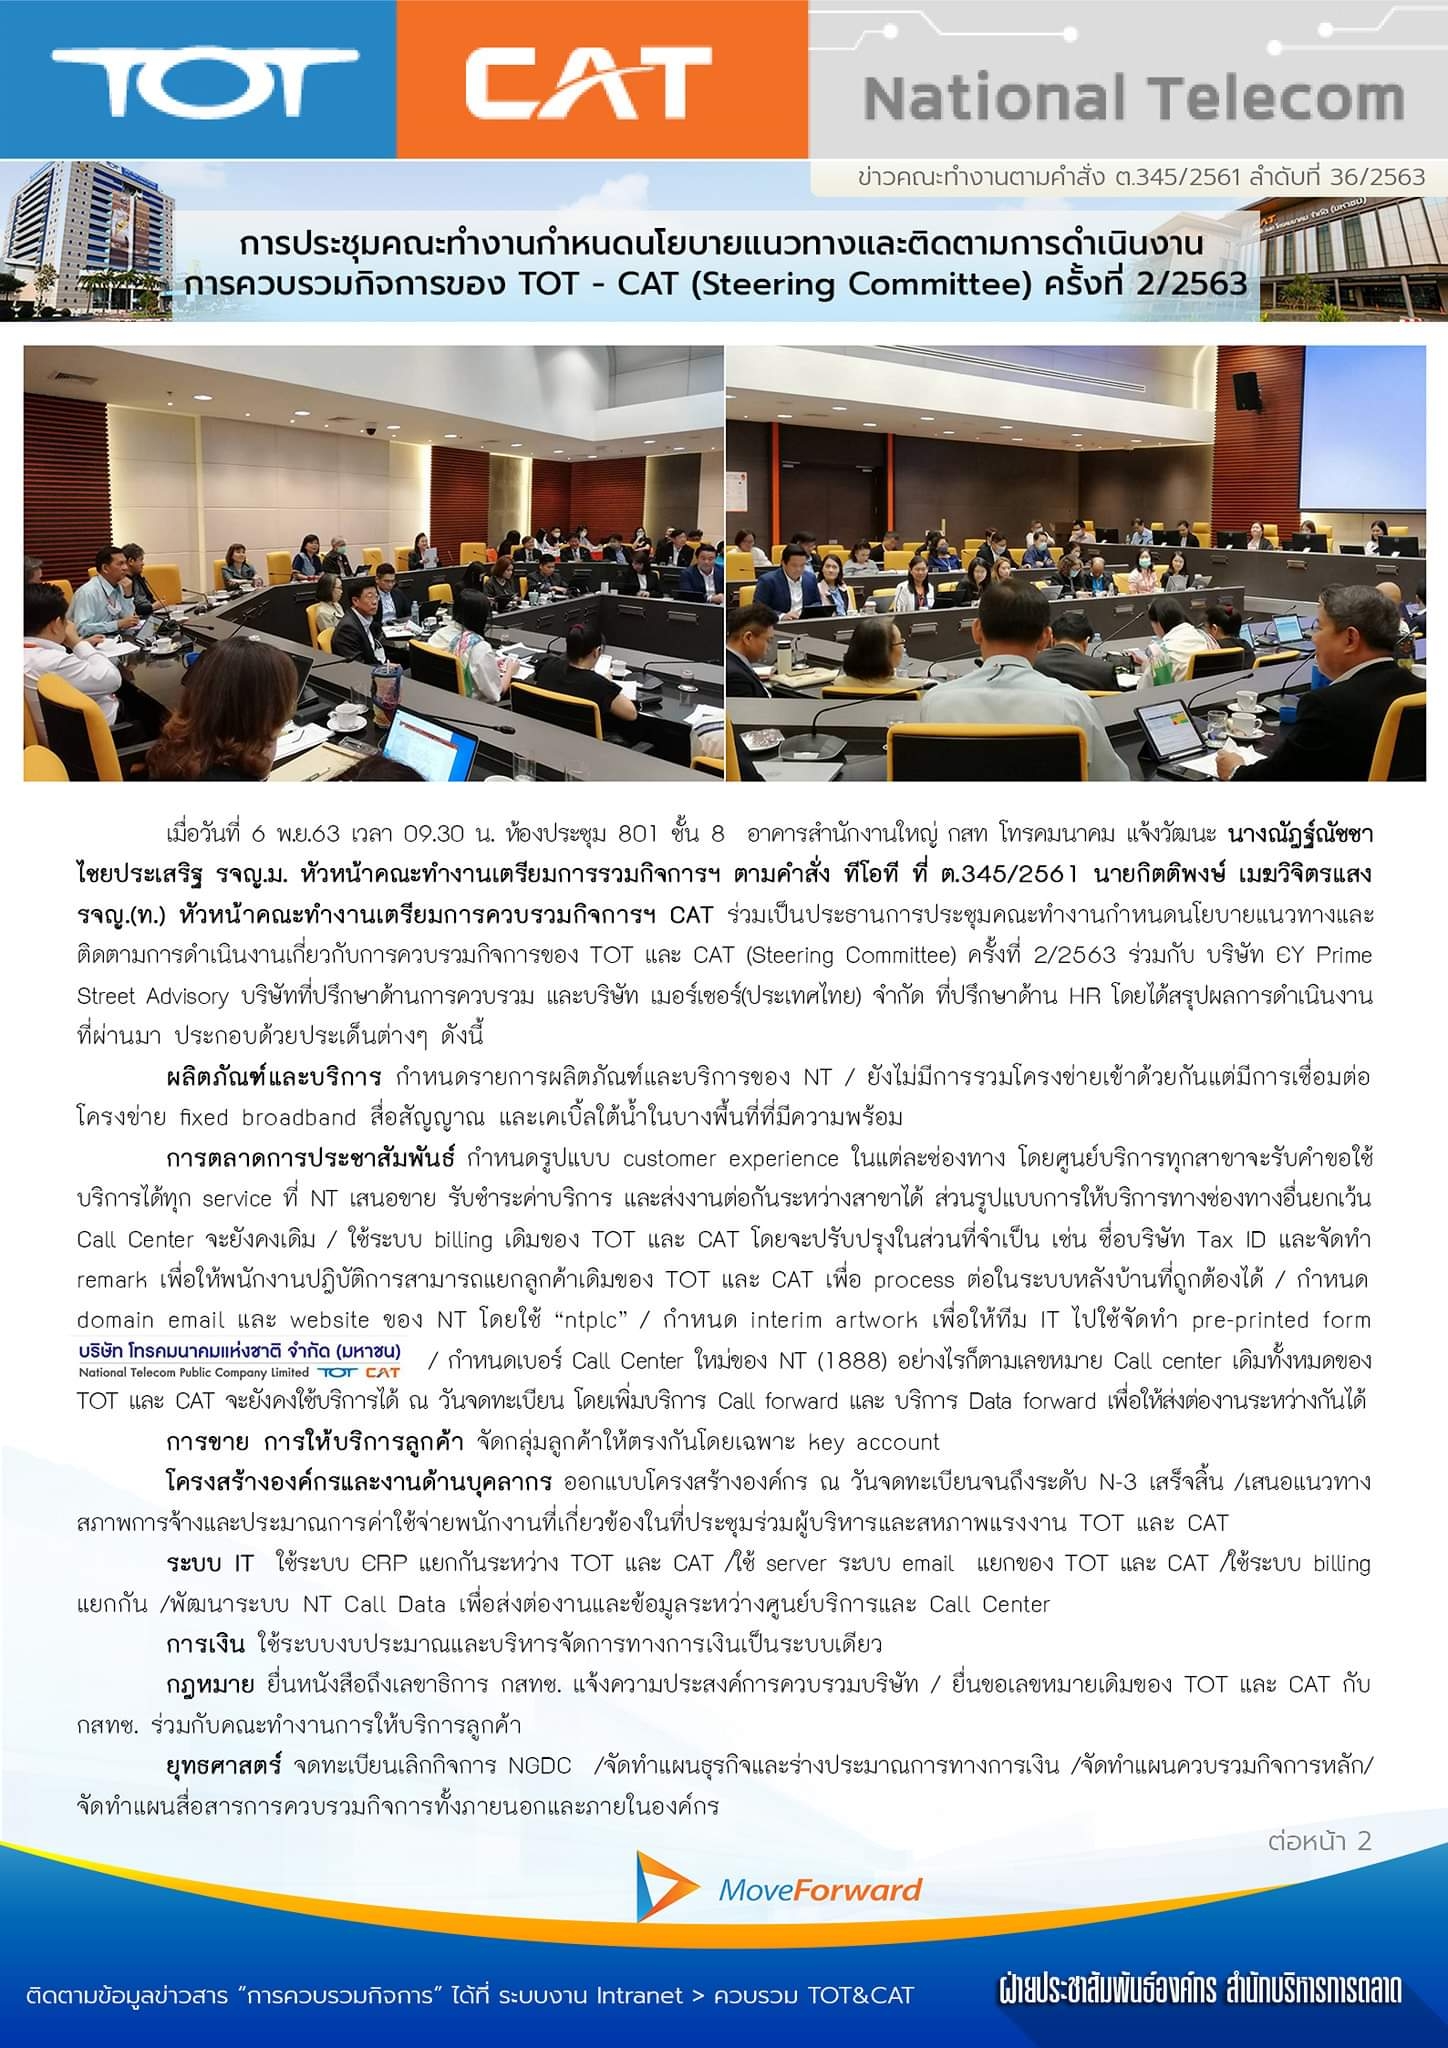 TOT CAT National Telecom
ข่าวคณะทำงานตามคำสั่ง ต.345/2561 ลำดับที่ 36/2563
การประชุมคณะทำงานกำหนดนโยบายแนวทางและติดตามการดำเนินงาน
การควบรวมกิจการของ TOT - CAT (Steering Committee) ครั้งที่ 2/2563
เมื่อวันที่ 6 พ.ย.63 เวลา 09.30 น. ห้องประชุม 801 ชั้น 8 อาคารสำนักงานใหญ่ กสท โทรคมนาคม แจ้งวัฒนะ นางณัฏฐ์ณัชชา
ไชยประเสริฐ รจญ.ม. หัวหน้าคณะทำงานเตรียมการรวมกิจการฯ ตามคำสั่ง ทีโอที ที่ ต.345/2561 นายกิตติพงษ์ เมฆวิจิตรแสง
รจญ.(ท.) หัวหน้าคณะทำงานเตรียมการควบรวมกิจการฯ CAT ร่วมเป็นประธานการประชุมคณะทำงานกำหนดนโยบายแนวทางและ
ติดตามการดำเนินงานเกี่ยวกับการควบรวมกิจการของ TOT และ CAT (Steering Committee) ครั้งที่ 2/2563 ร่วมกับ บริษัท EY Prime
Street Advisory บริษัทที่ปรึกษาด้านการควบรวม และบริษัท เมอร์เซอร์(ประเทศไทย) จำกัด ที่ปรึกษาด้าน HR โดยได้สรุปผลการดำเนินงาน
ที่ผ่านมา ประกอบด้วยประเด็นต่างๆ ดังนี้
ผลิตภัณฑ์และบริการ กำหนดรายการผลิตภัณฑ์และบริการของ NT / ยังไม่มีการรวมโครงข่ายเข้าด้วยกันแต่มีการเชื่อมต่อ
โครงข่าย fixed broadband สื่อสัญญาณ และเคเบิ้ลใต้น้ำในบางพื้นที่ที่มีความพร้อม
การตลาดการประชาสัมพันธ์ กำหนดรูปแบบ customer experience ในแต่ละช่องทาง โดยศูนย์บริการทุกสาขาจะรับคำขอใช้
บริการได้ทุก service ที่ NT เสนอขาย รับชำระค่าบริการ และส่งงานต่อกันระหว่างสาขาได้ ส่วนรูปแบบการให้บริการทางช่องทางอื่นยกเว้น
Call Center จะยังคงเดิม / ใช้ระบบ billing เดิมของ TOT และ CAT โดยจะปรับปรุงในส่วนที่จำเป็น เช่น ชื่อบริษัท Tax ID และจัดทำ
remark เพื่อให้พนักงานปฎิบัติการสามารถแยกลูกค้าเดิมของ TOT และ CAT เพื่อ process ต่อในระบบหลังบ้านที่ถูกต้องได้ / กำหนด
domain email และ website ของ NT โดยใช้ “ntplc” / กำหนด interim artwork เพื่อให้ทีม IT ไปใช้จัดทำ pre-printed form
บริษัท โทรคมนาคมแห่งชาติ จำกัด (มหาชน)
National Telecom Public Company Limited TOT CAT
/ กำหนดเบอร์ Call Center ใหม่ของ NT (1888) อย่างไรก็ตามเลขหมาย Call center เดิมทั้งหมดของ
TOT และ CAT จะยังคงใช้บริการได้ ณ วันจดทะเบียน โดยเพิ่มบริการ Call forward และ บริการ Data forward เพื่อให้ส่งต่องานระหว่างกันได้
การขาย การให้บริการลูกค้า จัดกลุ่มลูกค้าให้ตรงกันโดยเฉพาะ key account
โครงสร้างองค์กรและงานด้านบุคลากร ออกแบบโครงสร้างองค์กร ณ วันจดทะเบียนจนถึงระดับ N-3 เสร็จสิ้น /เสนอแนวทาง
สภาพการจ้างและประมาณการค่าใช้จ่ายพนักงานที่เกี่ยวข้องในที่ประชุมร่วมผู้บริหารและสหภาพแรงงาน TOT และ CAT
ระบบ IT ใช้ระบบ ERP แยกกันระหว่าง TOT และ CAT /ใช้ server ระบบ email แยกของ TOT และ CAT /ใช้ระบบ billing
แยกกัน /พัฒนาระบบ NT Call Data เพื่อส่งต่องานและข้อมูลระหว่างศูนย์บริการและ Call Center
การเงิน ใช้ระบบงบประมาณและบริหารจัดการทางการเงินเป็นระบบเดียว
กฎหมาย ยื่นหนังสือถึงเลขาธิการ กสทช. แจ้งความประสงค์การควบรวมบริษัท / ยื่นขอเลขหมายเดิมของ TOT และ CAT กับ
กสทช. ร่วมกับคณะทำงานการให้บริการลูกค้า
ยุทธศาสตร์ จดทะเบียนเลิกกิจการ NGDC /จัดทำแผนธุรกิจและร่างประมาณการทางการเงิน /จัดทำแผนควบรวมกิจการหลัก/
จัดทำแผนสื่อสารการควบรวมกิจการทั้งภายนอกและภายในองค์กร
ต่อหน้า 2
MoveForward
ติดตามข้อมูลข่าวสาร “การควบรวมกิจการ” ได้ที่ ระบบงาน Intranet > ควบรวม TOT&CAT
ฝ่ายประชาสัมพันธ์องค์กร สำนักบริหารการตลาด